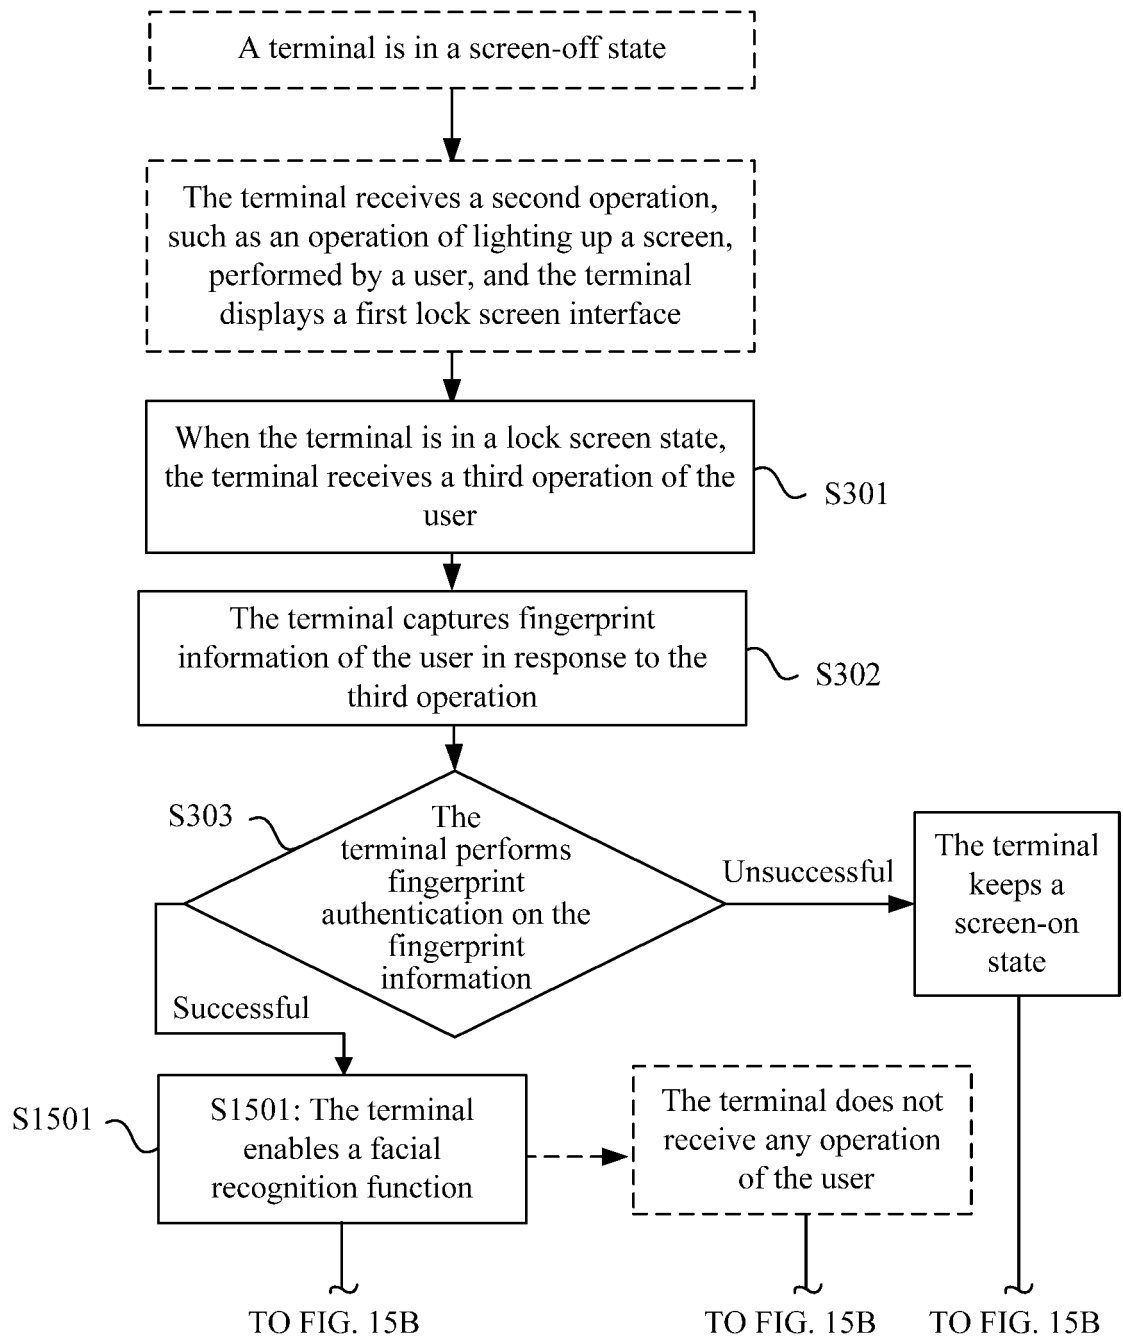 A terminal is in a screen-off state
The terminal receives a second operation,
such as an operation of lighting up a screen,
performed by a user, and the terminal
displays a first lock screen interface
When the terminal is in a lock screen state,
the terminal receives a third operation of the
user
S301
The terminal captures fingerprint
information of the user in response to the
third operation
S302
S303
The
terminal performs
fingerprint
authentication on the
fingerprint
information
Unsuccessful
The terminal
keeps a
screen-on
state
Successful
S1501
S1501: The terminal
enables a facial
recognition function
The terminal does not
receive any operation
of the user
TO FIG. 15B
TO FIG. 15B
TO FIG. 15B